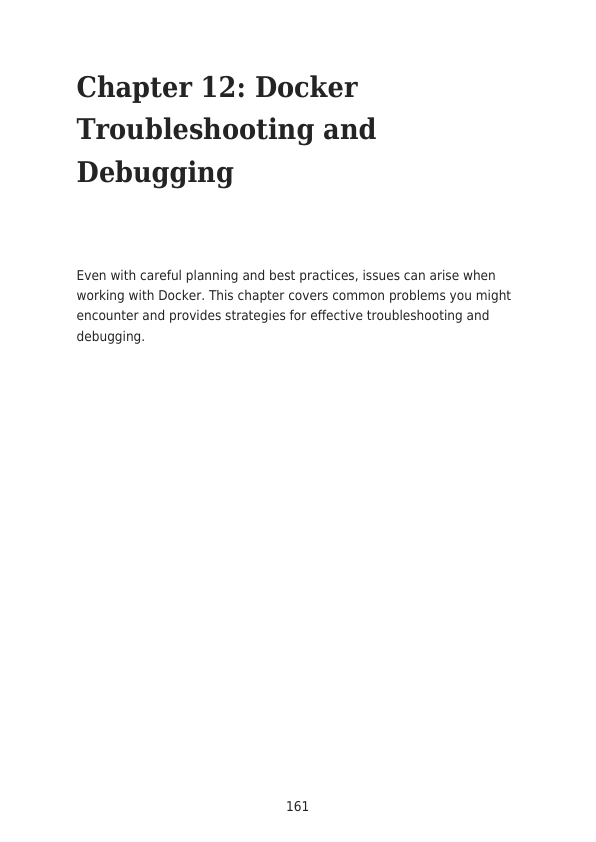 Chapter 12: Docker
Troubleshooting and
Debugging
Even with careful planning and best practices, issues can arise when
working with Docker. This chapter covers common problems you might
encounter and provides strategies for effective troubleshooting and
debugging.
161